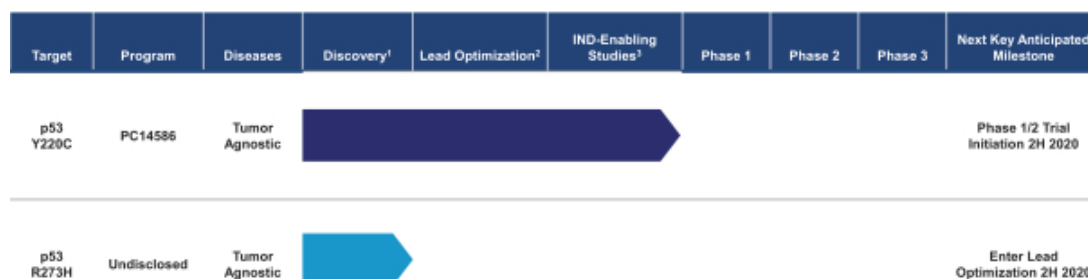 Target Program Diseases Discovery¹ Lead Optimization² IND-Enabling Studies³ Phase 1 Phase 2 Phase 3 Next Key Anticipated Milestone
p53
Y220C
PC14586
Tumor
Agnostic
Phase 1/2 Trial
Initiation 2H 2020
p53
R273H
Undisclosed
Tumor
Agnostic
Enter Lead
Optimization 2H 2020